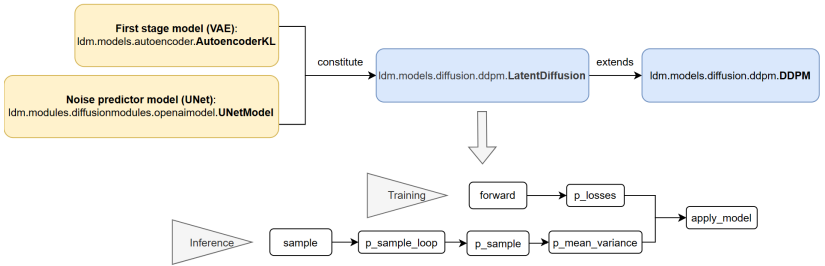 First stage model (VAE):
ldm.models.autoencoder.AutoencoderKL
Noise predictor model (UNet):
ldm.modules.diffusionmodules.openaimodel.UNetModel
constitute
ldm.models.diffusion.ddpm.LatentDiffusion
extends
ldm.models.diffusion.ddpm.DDPM
Training
forward
p_losses
apply_model
Inference
sample
p_sample_loop
p_sample
p_mean_variance